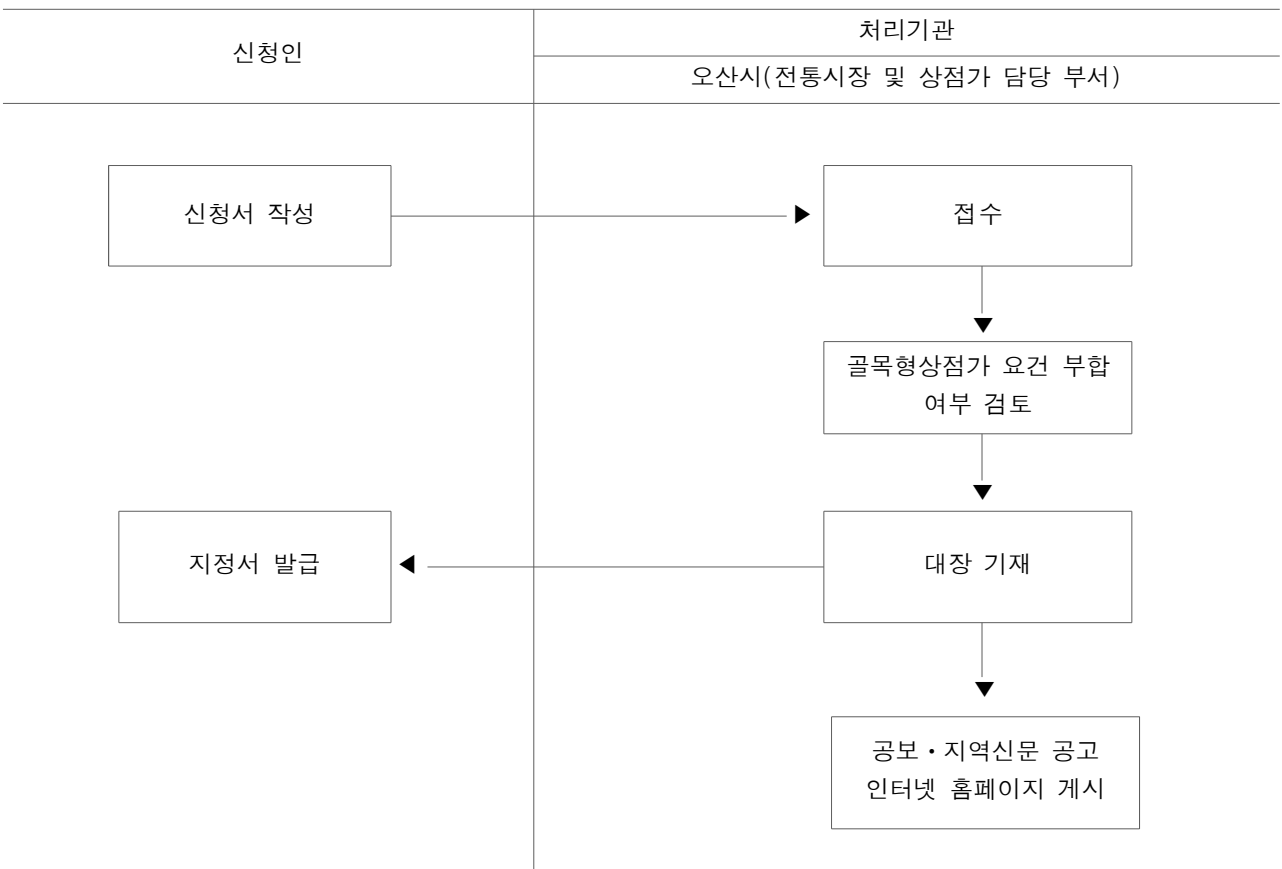 신청인
처리기관
오산시(전통시장 및 상점가 담당 부서)
신청서 작성
접수
골목형상점가 요건 부합
여부 검토
지정서 발급
대장 기재
공보·지역신문 공고
인터넷 홈페이지 게시